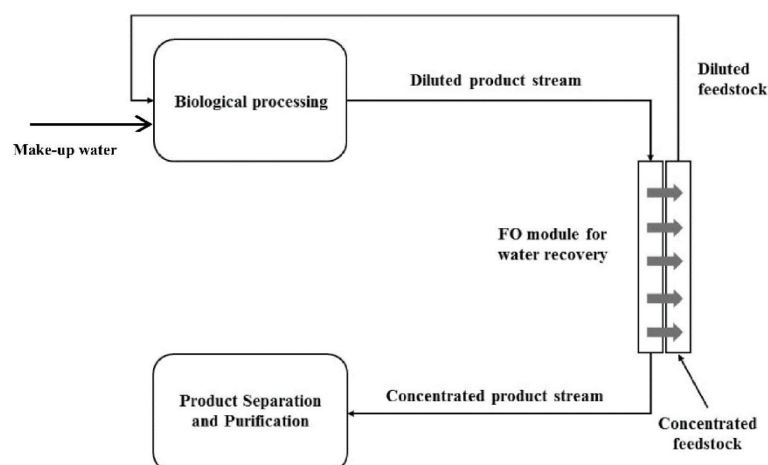 Biological processing
Diluted product stream
Diluted
feedstock
Make-up water
FO module for
water recovery
Product Separation
and Purification
Concentrated product stream
Concentrated
feedstock